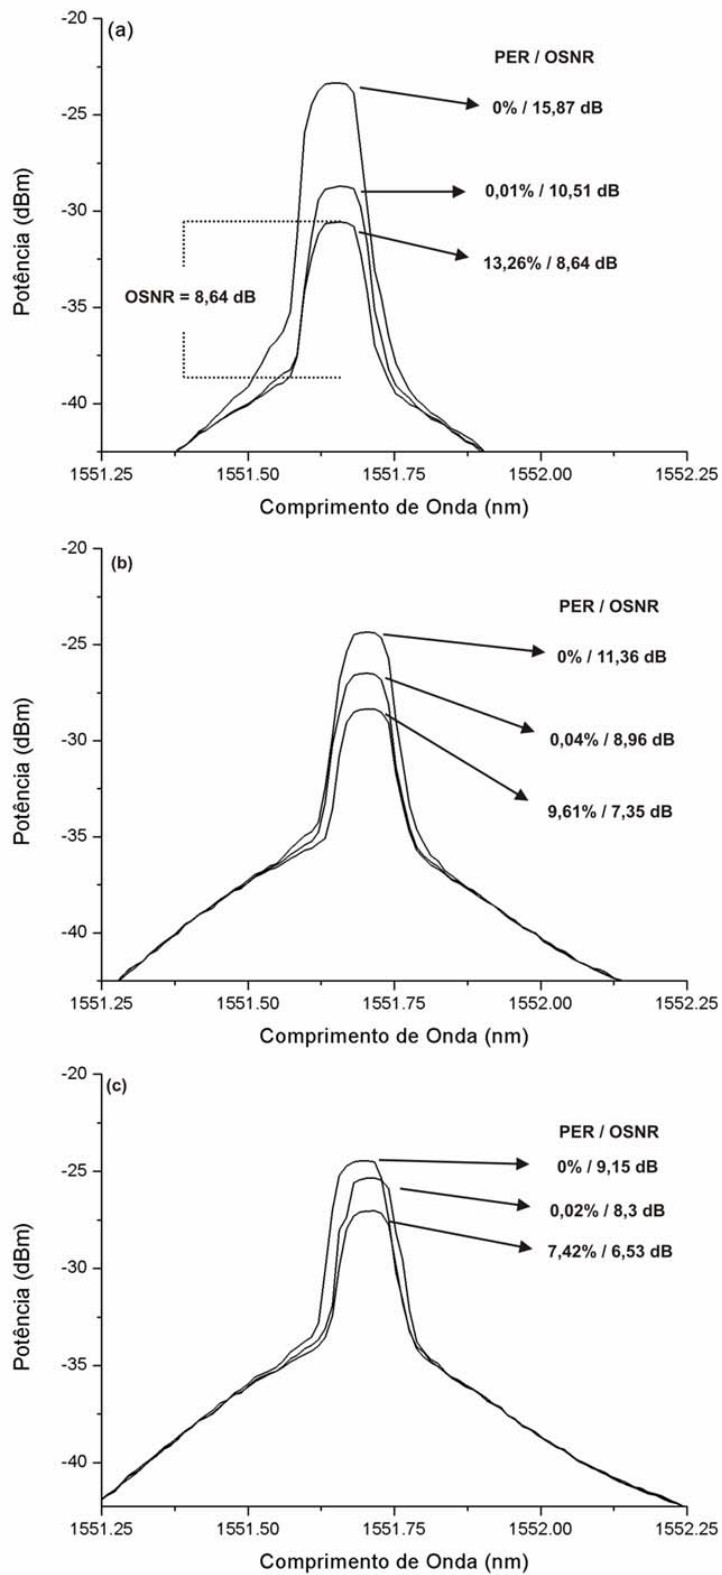 (a)
PER / OSNR
0% / 15,87 dB
0,01% / 10,51 dB
13,26% / 8,64 dB
OSNR = 8,64 dB
Potência (dBm)
-20
-25
-30
-35
-40
1551.25
1551.50
1551.75
1552.00
1552.25
Comprimento de Onda (nm)
(b)
PER / OSNR
0% / 11,36 dB
0,04% / 8,96 dB
9,61% / 7,35 dB
Potência (dBm)
-20
-25
-30
-35
-40
1551.25
1551.50
1551.75
1552.00
1552.25
Comprimento de Onda (nm)
(c)
PER / OSNR
0% / 9,15 dB
0,02% / 8,3 dB
7,42% / 6,53 dB
Potência (dBm)
-20
-25
-30
-35
-40
1551.25
1551.50
1551.75
1552.00
1552.25
Comprimento de Onda (nm)